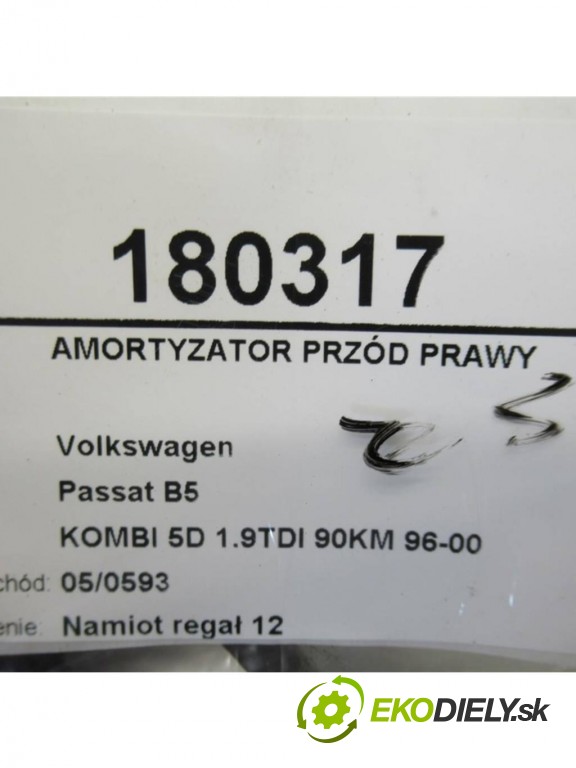 180317
AMORTYZATOR PRZÓD PRAWY
Volkswagen
Passat B5
KOMBI 5D 1.9TDI 90KM 96-00
chód: 05/0593
enie: Namiot regał 12
EKODIELY.sk